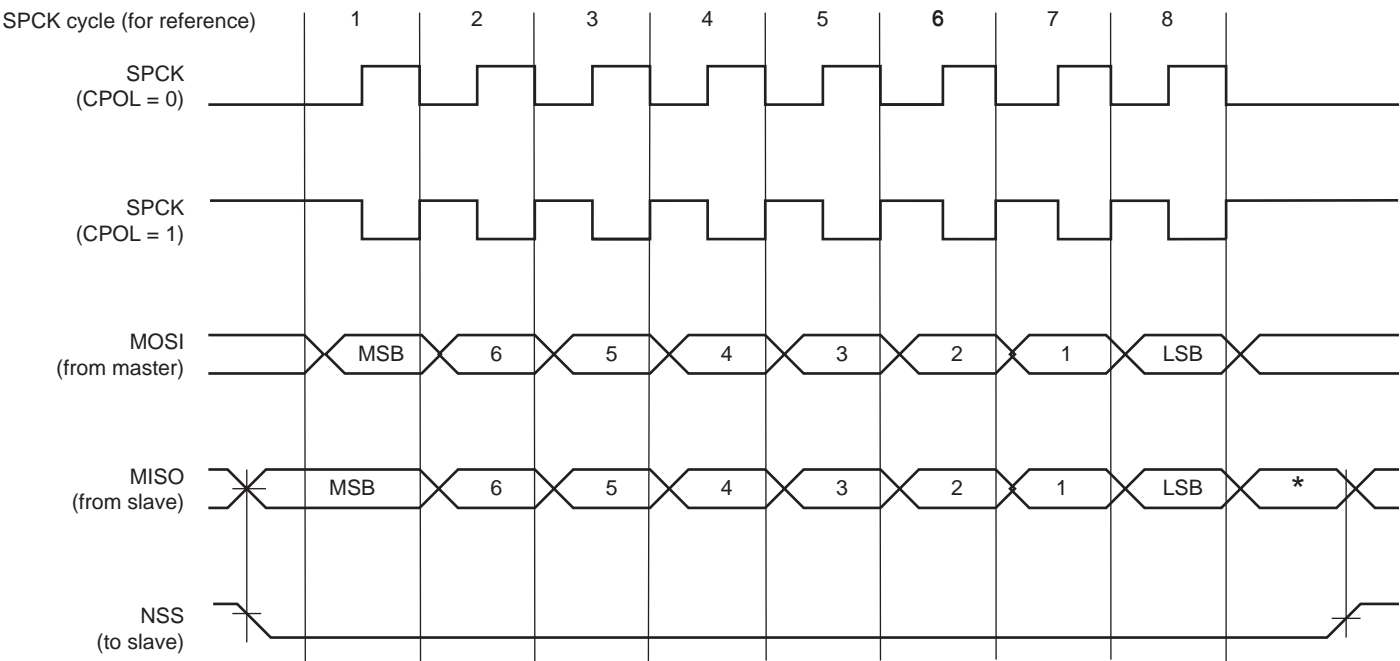 SPCK cycle (for reference) 1 2 3 4 5 6 7 8
SPCK
(CPOL = 0)
SPCK
(CPOL = 1)
MOSI
(from master)
MSB 6 5 4 3 2 1 LSB
MISO
(from slave)
MSB 6 5 4 3 2 1 LSB *
NSS
(to slave)